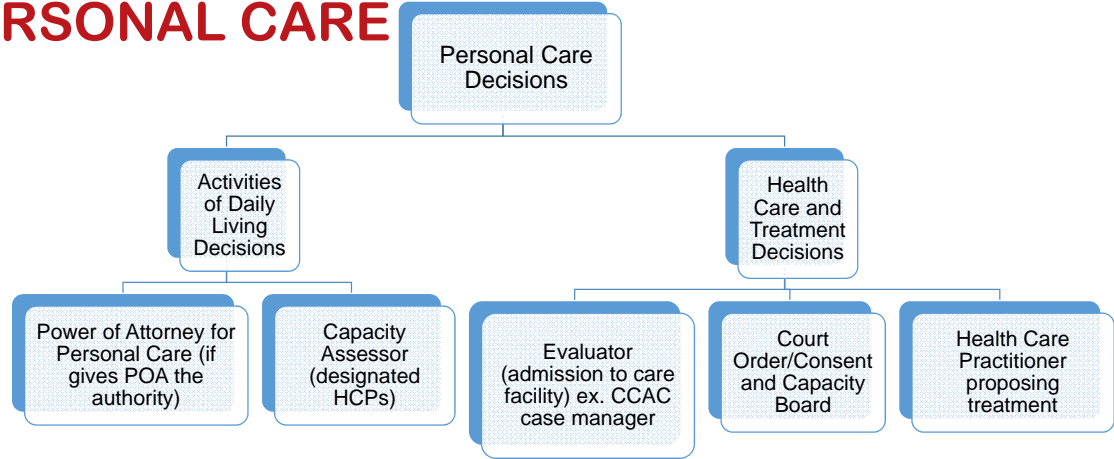 RSONAL CARE
Personal Care
Decisions
Activities
of Daily
Living
Decisions
Health
Care and
Treatment
Decisions
Power of Attorney for
Personal Care (if
gives POA the
authority)
Capacity
Assessor
(designated
HCPs)
Evaluator
(admission to care
facility) ex. CCAC
case manager
Court
Order/Consent
and Capacity
Board
Health Care
Practitioner
proposing
treatment